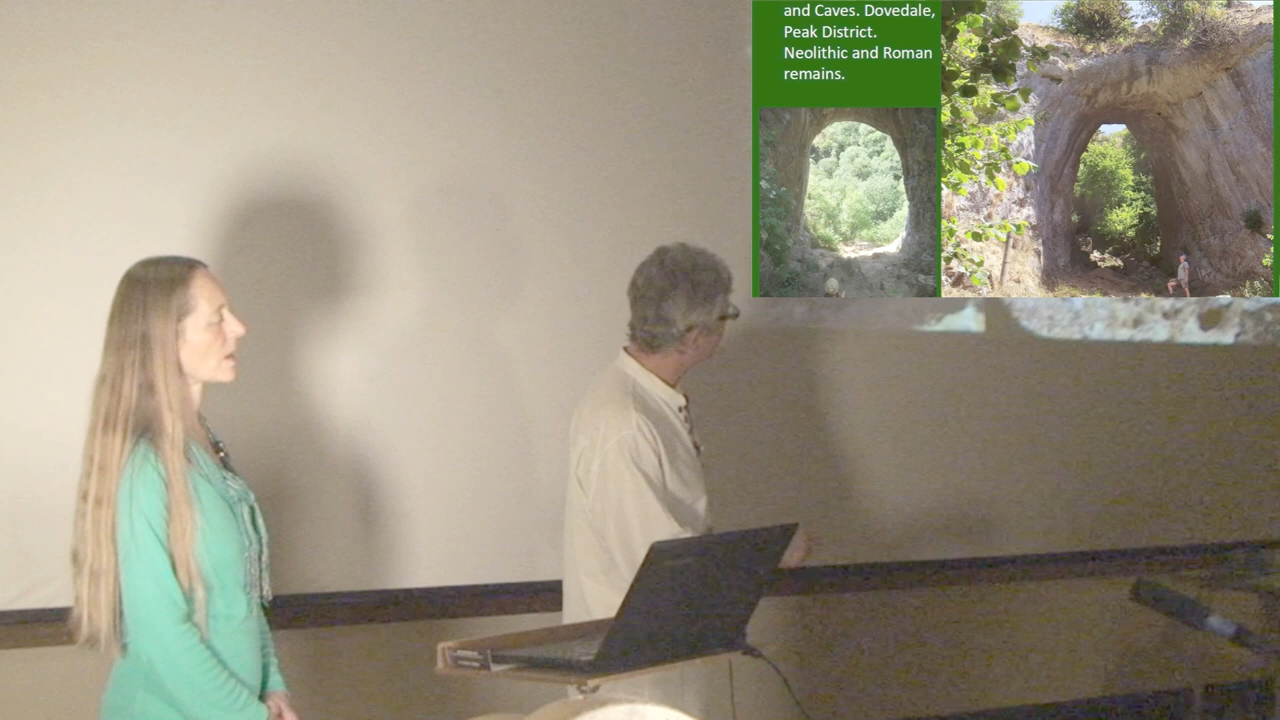 and Caves. Dovedale,
Peak District.
Neolithic and Roman
remains.